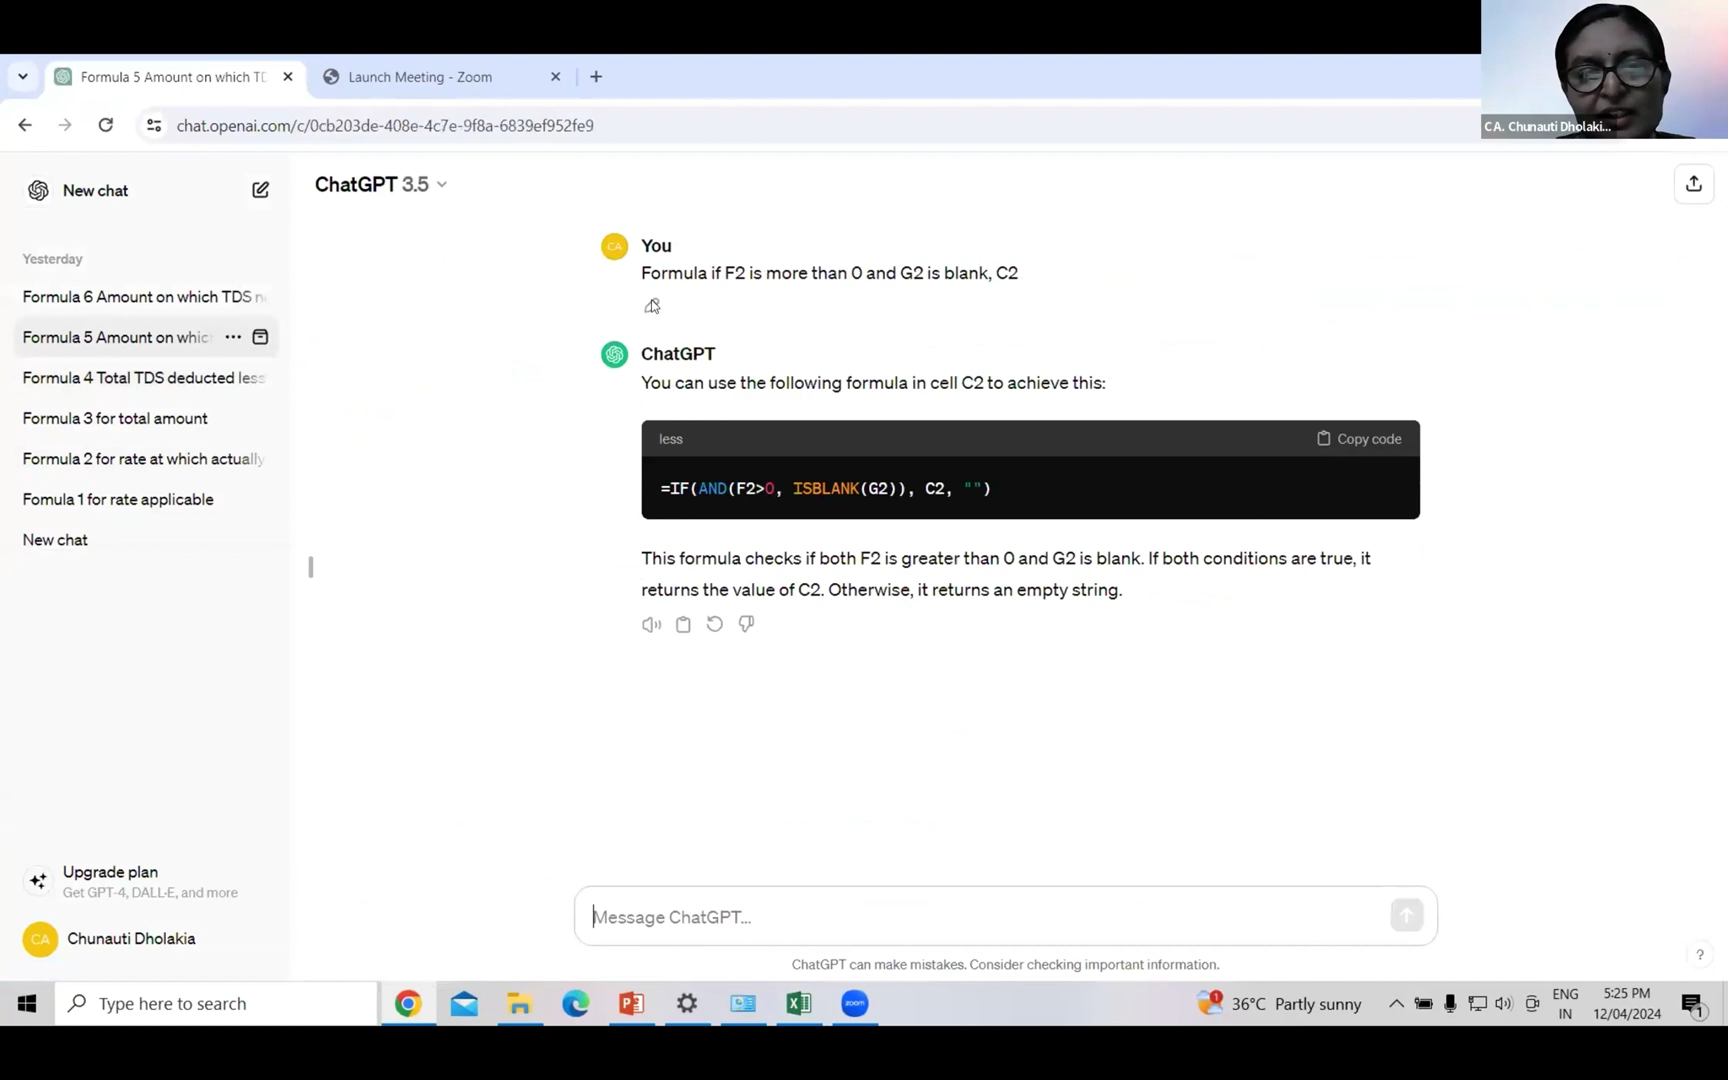 Formula 5 Amount on which TD
Launch Meeting - Zoom
chat.openai.com/c/0cb203de-408e-4c7e-9f8a-6839ef952fe9
CA. Chunauti Dholaki...
New chat
ChatGPT 3.5
Yesterday
Formula 6 Amount on which TDS n
Formula 5 Amount on whic
Formula 4 Total TDS deducted less
Formula 3 for total amount
Formula 2 for rate at which actually
Fomula 1 for rate applicable
New chat
CA
You
Formula if F2 is more than 0 and G2 is blank, C2
ChatGPT
You can use the following formula in cell C2 to achieve this:
less
Copy code
=IF(AND(F2>0, ISBLANK(G2)), C2, "")
This formula checks if both F2 is greater than 0 and G2 is blank. If both conditions are true, it
returns the value of C2. Otherwise, it returns an empty string.
Upgrade plan
Get GPT-4, DALL·E, and more
CA
Chunauti Dholakia
Message ChatGPT...
ChatGPT can make mistakes. Consider checking important information.
?
Type here to search
zoom
1
36°C Partly sunny
ENG
IN
5:25 PM
12/04/2024
1